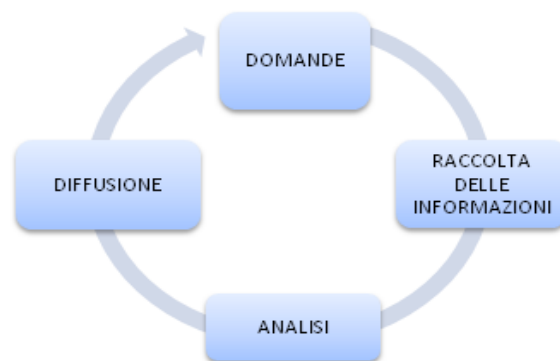 DOMANDE
RACCOLTA
DELLE
INFORMAZIONI
ANALISI
DIFFUSIONE